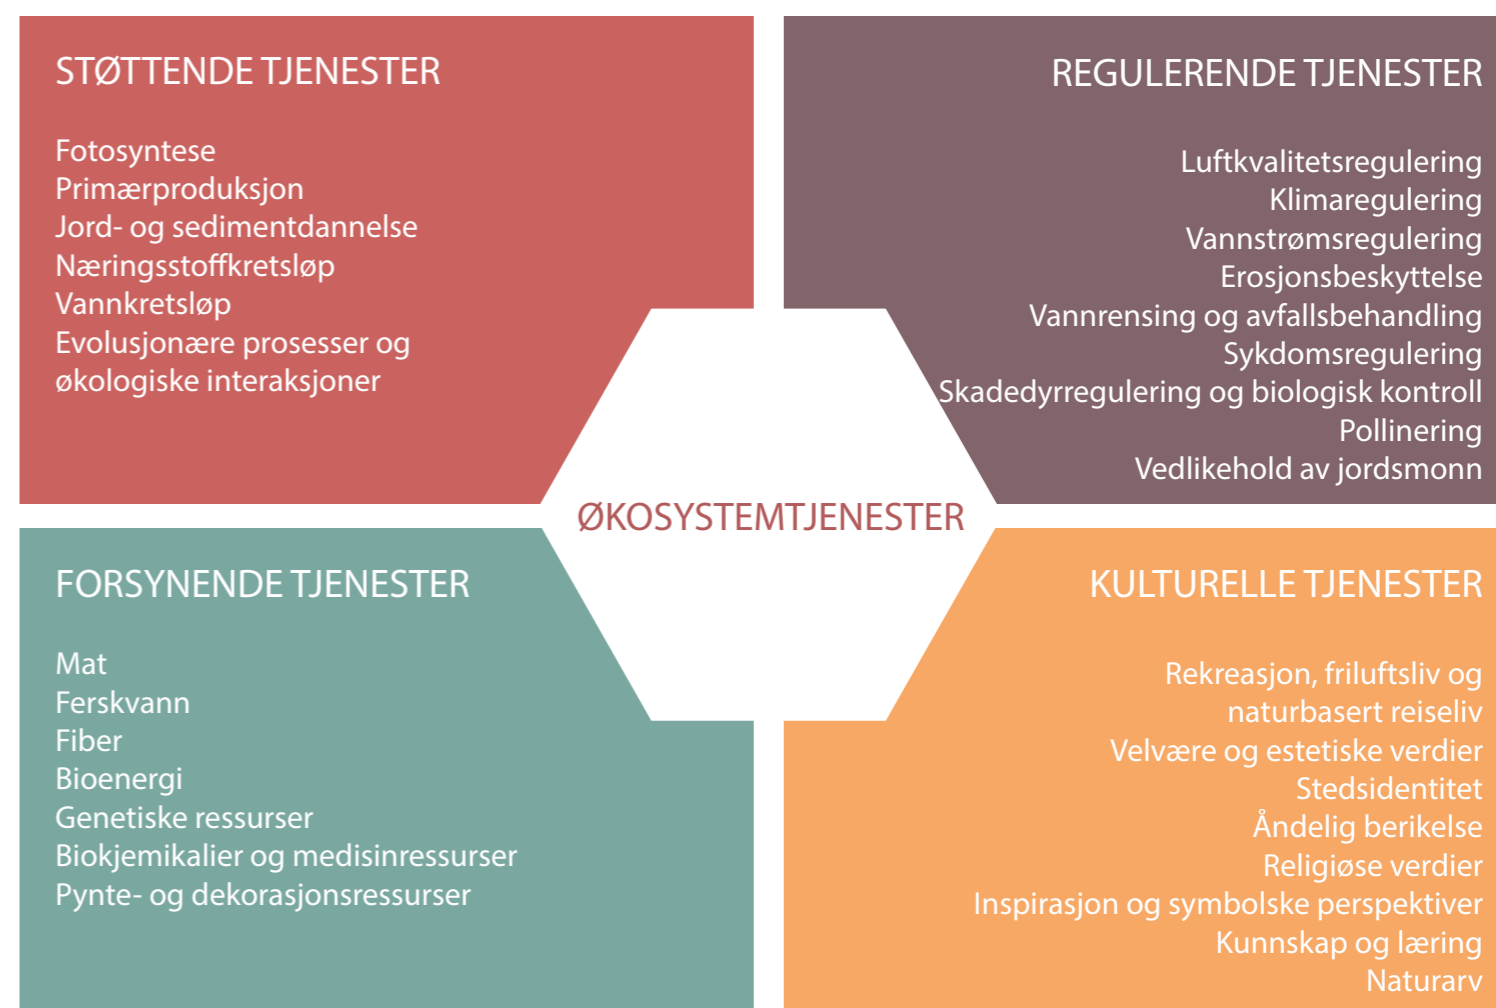 STØTTENDE TJENESTER
Fotosyntese
Primærproduksjon
Jord- og sedimentdannelse
Næringsstoffkretsløp
Vannkretsløp
Evolusjonære prosesser og
økologiske interaksjoner
REGULERENDE TJENESTER
Luftkvalitetsregulering
Klimaregulering
Vannstrømsregulering
Erosjonsbeskyttelse
Vannrensing og avfallsbehandling
Sykdomsregulering
Skadedyrregulering og biologisk kontroll
Pollinering
Vedlikehold av jordsmonn
ØKOSYSTEMTJENESTER
FORSYNENDE TJENESTER
Mat
Ferskvann
Fiber
Bioenergi
Genetiske ressurser
Biokjemikalier og medisinressurser
Pynte- og dekorasjonsressurser
KULTURELLE TJENESTER
Rekreasjon, friluftsliv og
naturbasert reiseliv
Velvære og estetiske verdier
Stedsidentitet
Åndelig berikelse
Religiøse verdier
Inspirasjon og symbolske perspektiver
Kunnskap og læring
Naturarv